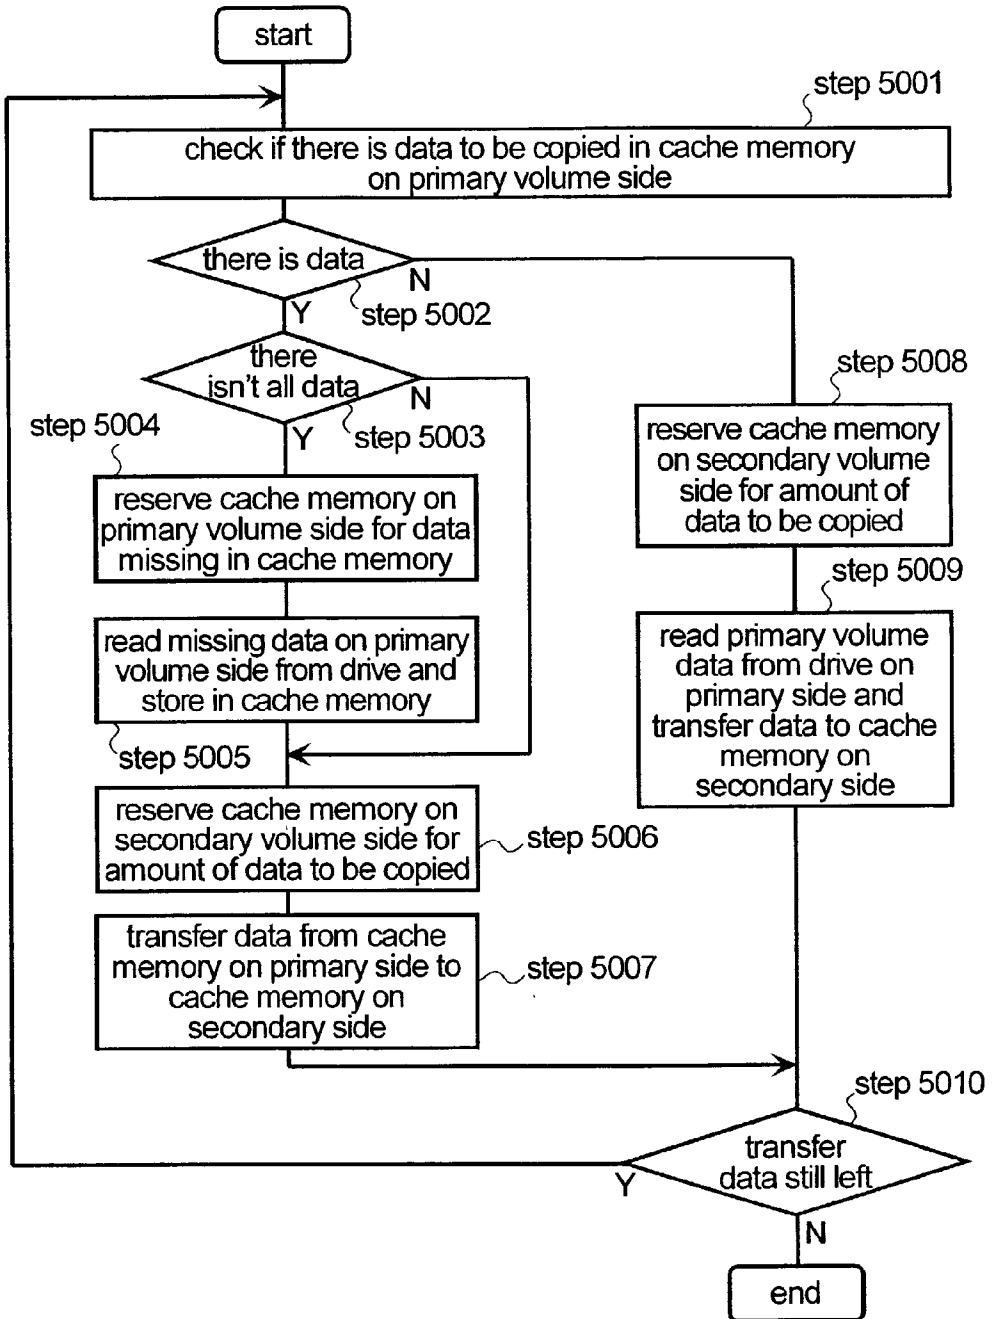 start
step 5001
check if there is data to be copied in cache memory
on primary volume side
there is data
N
Y
step 5002
there
isn't all data
N
step 5003
Y
step 5004
reserve cache memory on
primary volume side for data
missing in cache memory
read missing data on primary
volume side from drive and
store in cache memory
step 5005
reserve cache memory on
secondary volume side for
amount of data to be copied
step 5006
transfer data from cache
memory on primary side to
cache memory on
secondary side
step 5007
step 5008
reserve cache memory
on secondary volume
side for amount of
data to be copied
step 5009
read primary volume
data from drive on
primary side and
transfer data to cache
memory on
secondary side
step 5010
transfer
data still left
Y
N
end